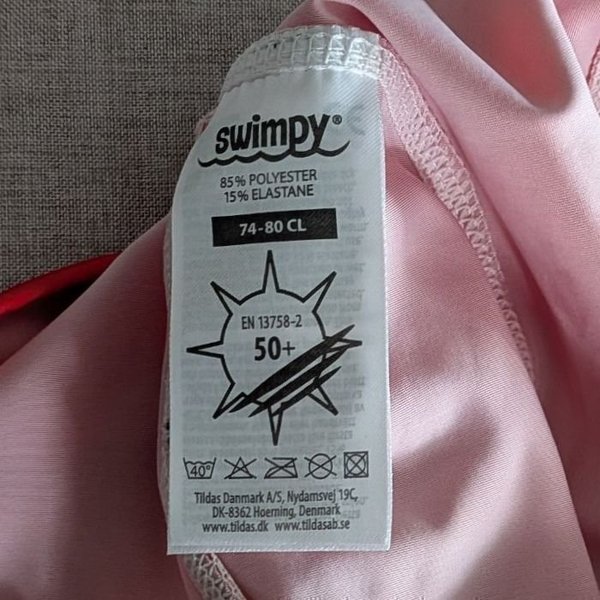 swimpy®
85% POLYESTER
15% ELASTANE
74-80 CL
EN 13758-2
50+
40°
Tildas Danmark A/S, Nydamsvej 19C,
DK-8362 Hoerning, Denmark
www.tildas.dk www.tildasab.se